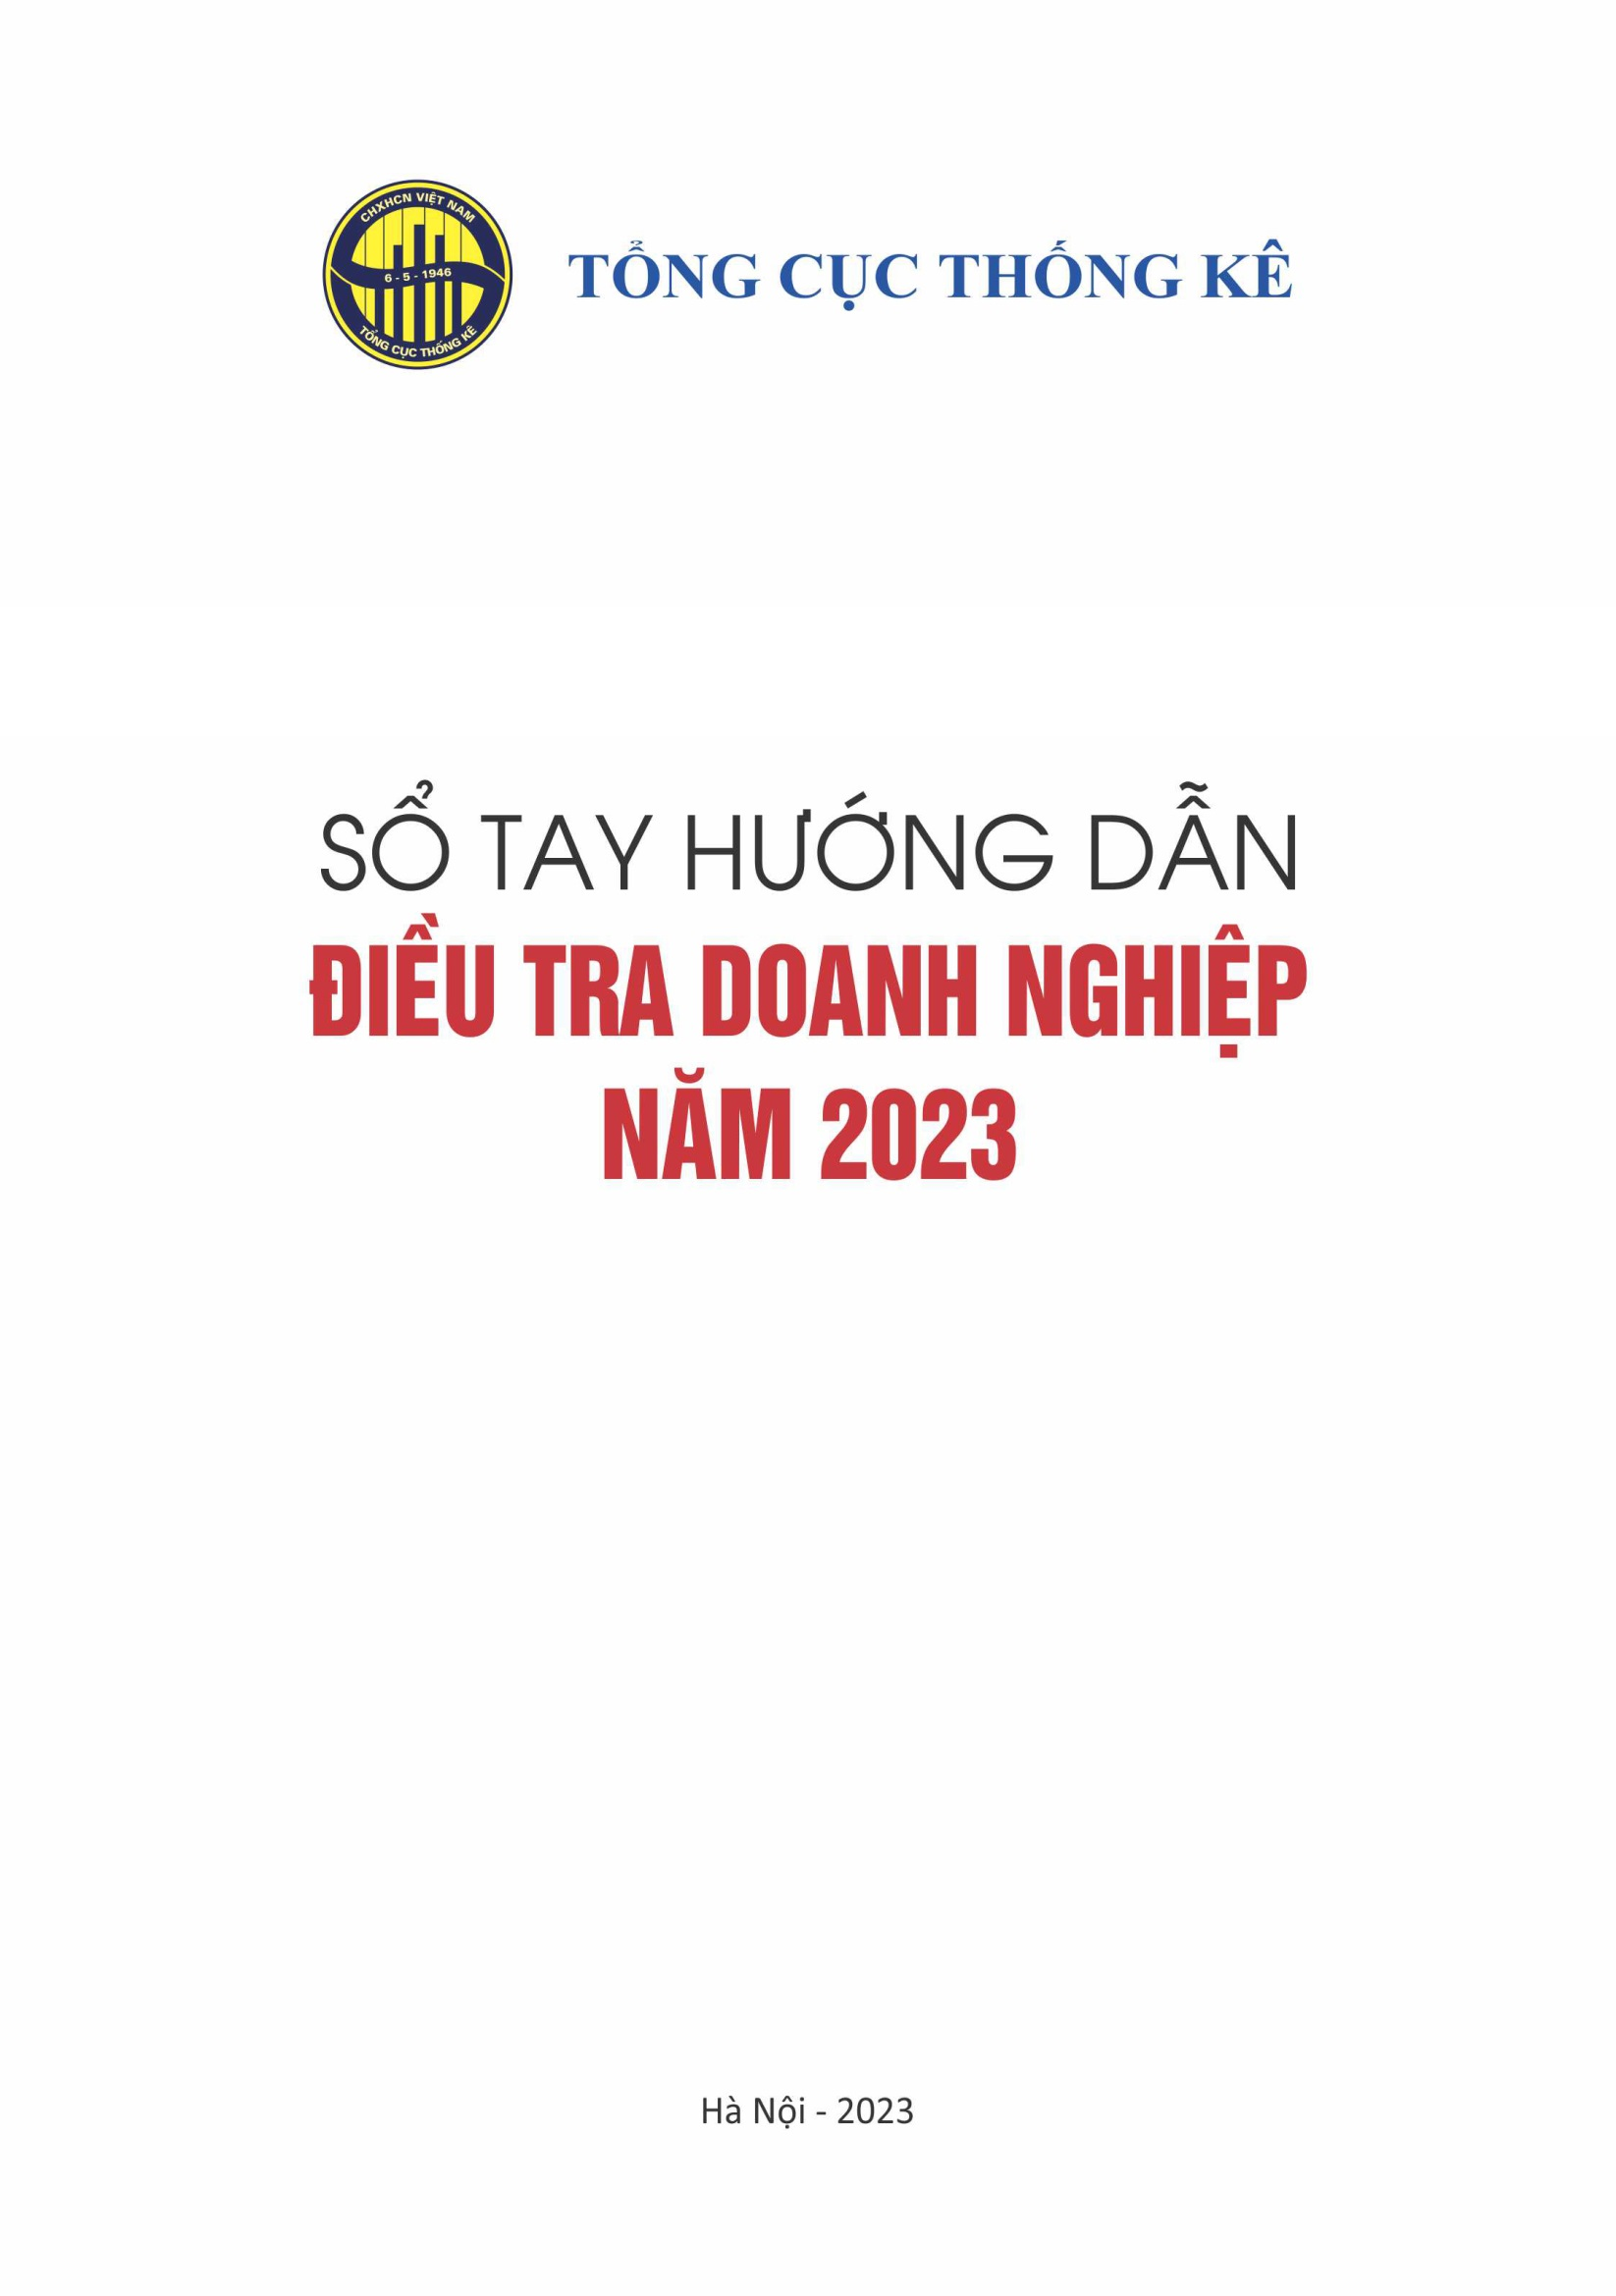 CHXHCN VIỆT NAM
6 - 5 - 1946
TỔNG CỤC THỐNG KÊ
TỔNG CỤC THỐNG KÊ
SỔ TAY HƯỚNG DẪN
ĐIỀU TRA DOANH NGHIỆP
NĂM 2023
Hà Nội - 2023